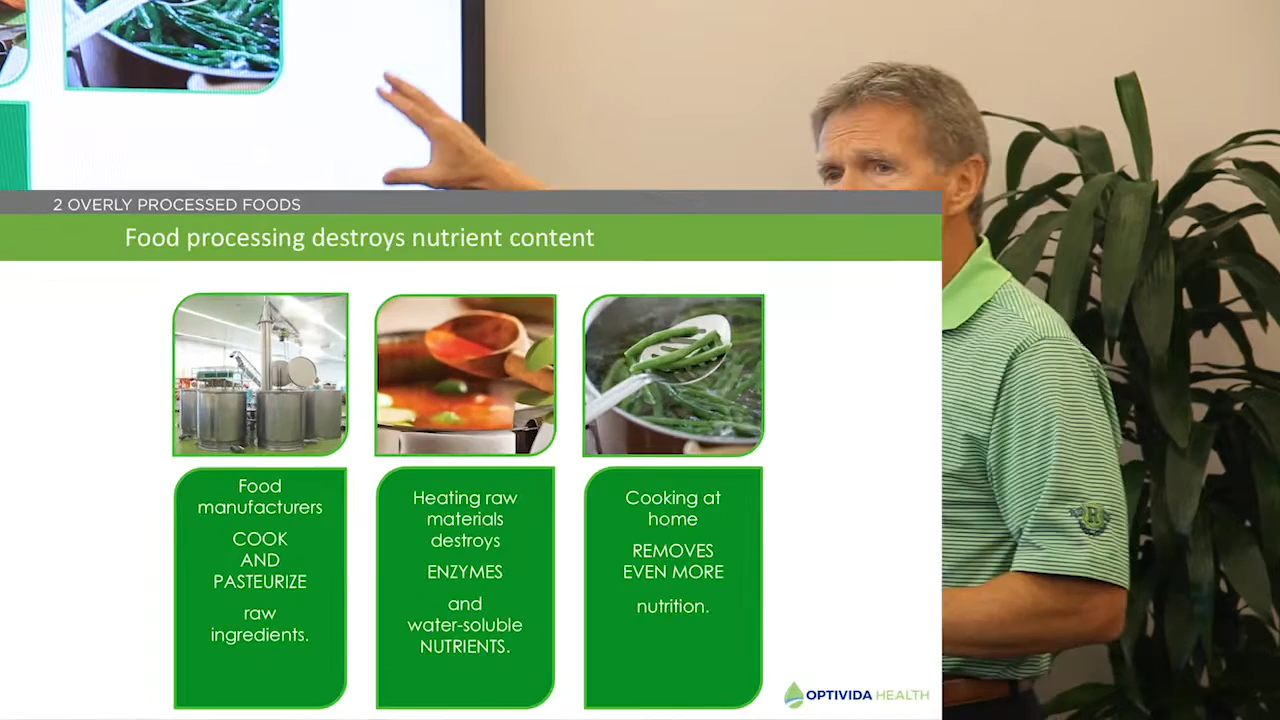 2 OVERLY PROCESSED FOODS
Food processing destroys nutrient content
Food
manufacturers
COOK
AND
PASTEURIZE
raw
ingredients.
Heating raw
materials
destroys
ENZYMES
and
water-soluble
NUTRIENTS.
Cooking at
home
REMOVES
EVEN MORE
nutrition.
OPTIVIDA HEALTH
R